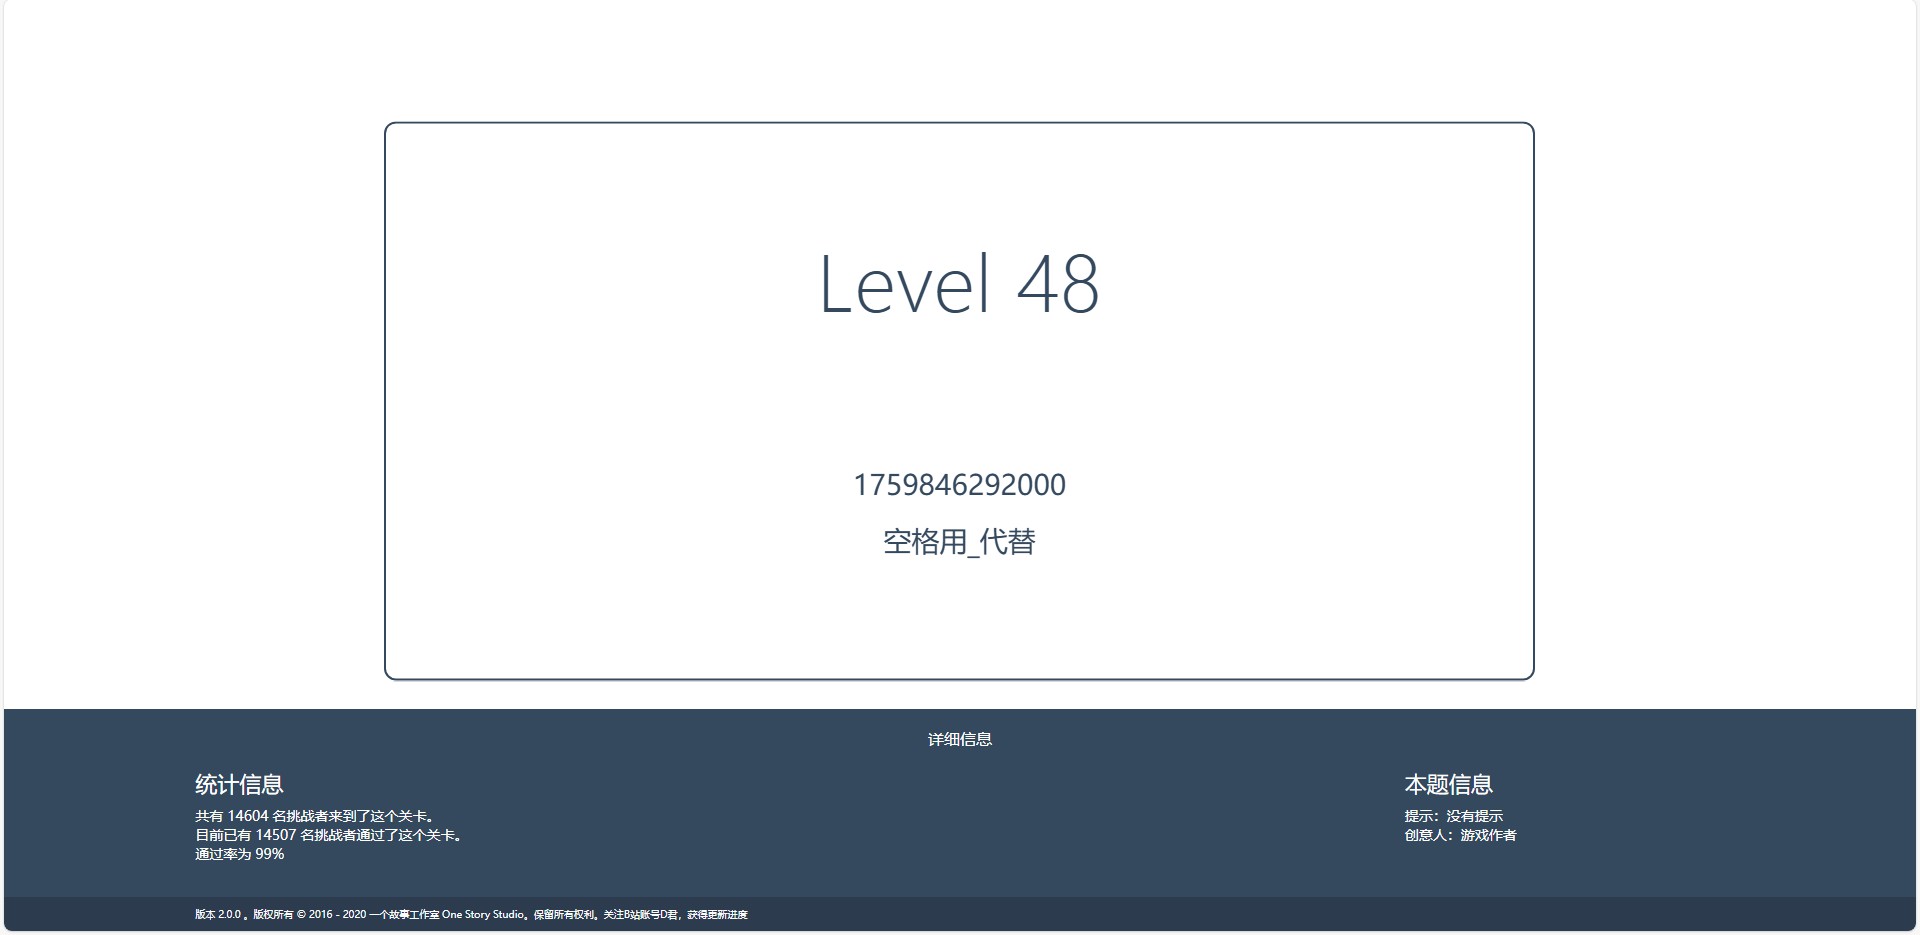 Level 48
1759846292000
空格用_代替
详细信息
统计信息
共有 14604 名挑战者来到了这个关卡。
目前已有 14507 名挑战者通过了这个关卡。
通过率为 99%
本题信息
提示：没有提示
创意人：游戏作者
版本 2.0.0 。版权所有 © 2016 - 2020 一个故事工作室 One Story Studio。保留所有权利。关注B站账号D君，获得更新进度